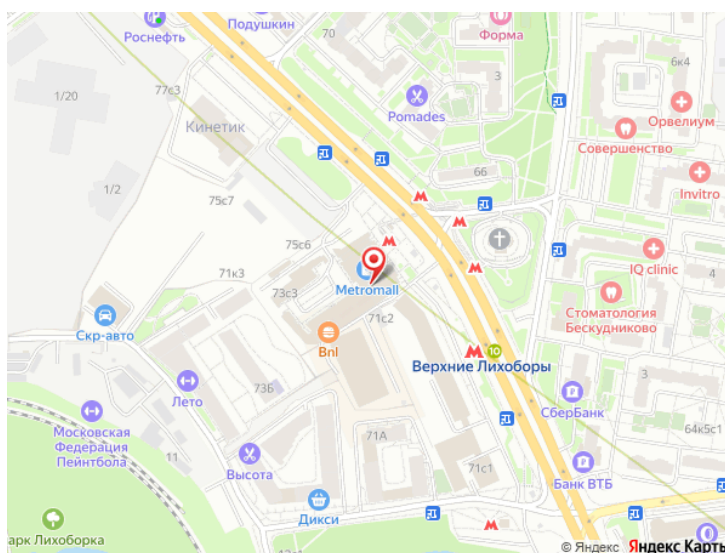 Роснефть
Подушкин
70
Форма
3
6к4
1/20
77с3
Pomades
Орвелиум
Кинетик
Совершенство
66
Invitro
1/2
75с7
75с6
IQ clinic
71к3
73с3
Metromall
71с2
Стоматология
Бескудниково
Скр-авто
Bnl
10
Верхние Лихоборы
3
73Б
Лето
СберБанк
Московская
Федерация
Пейнтбола
71А
64к5с1
11
Высота
71с1
Банк ВТБ
Дикси
арк Лихоборка
© Яндекс Яндекс Карты